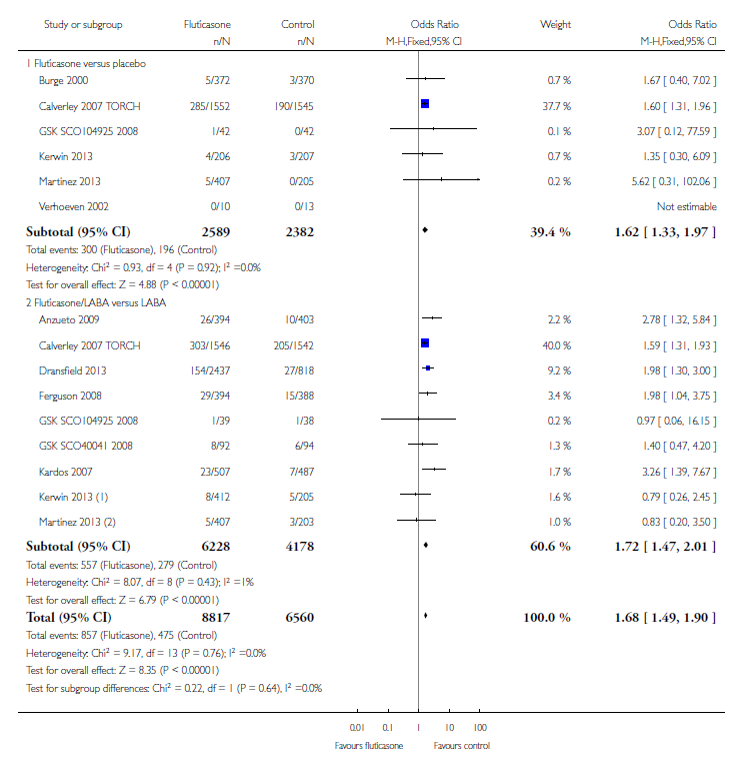 Study or subgroup Fluticasone Control Odds Ratio Weight Odds Ratio
n/N n/N M-H,Fixed,95% CI M-H,Fixed,95% CI
1 Fluticasone versus placebo
Burge 2000 5/372 3/370 0.7 % 1.67 [ 0.40, 7.02 ]
Calverley 2007 TORCH 285/1552 190/1545 37.7 % 1.60 [ 1.31, 1.96 ]
GSK SCO104925 2008 1/42 0/42 0.1 % 3.07 [ 0.12, 77.59 ]
Kerwin 2013 4/206 3/207 0.7 % 1.35 [ 0.30, 6.09 ]
Martinez 2013 5/407 0/205 0.2 % 5.62 [ 0.31, 102.06 ]
Verhoeven 2002 0/10 0/13 Not estimable
Subtotal (95% CI) 2589 2382 39.4 % 1.62 [ 1.33, 1.97 ]
Total events: 300 (Fluticasone), 196 (Control)
Heterogeneity: Chi² = 0.93, df = 4 (P = 0.92); I² =0.0%
Test for overall effect: Z = 4.88 (P < 0.00001)
2 Fluticasone/LABA versus LABA
Anzueto 2009 26/394 10/403 2.2 % 2.78 [ 1.32, 5.84 ]
Calverley 2007 TORCH 303/1546 205/1542 40.0 % 1.59 [ 1.31, 1.93 ]
Dransfield 2013 154/2437 27/818 9.2 % 1.98 [ 1.30, 3.00 ]
Ferguson 2008 29/394 15/388 3.4 % 1.98 [ 1.04, 3.75 ]
GSK SCO104925 2008 1/39 1/38 0.2 % 0.97 [ 0.06, 16.15 ]
GSK SCO40041 2008 8/92 6/94 1.3 % 1.40 [ 0.47, 4.20 ]
Kardos 2007 23/507 7/487 1.7 % 3.26 [ 1.39, 7.67 ]
Kerwin 2013 (1) 8/412 5/205 1.6 % 0.79 [ 0.26, 2.45 ]
Martinez 2013 (2) 5/407 3/203 1.0 % 0.83 [ 0.20, 3.50 ]
Subtotal (95% CI) 6228 4178 60.6 % 1.72 [ 1.47, 2.01 ]
Total events: 557 (Fluticasone), 279 (Control)
Heterogeneity: Chi² = 8.07, df = 8 (P = 0.43); I² =1%
Test for overall effect: Z = 6.79 (P < 0.00001)
Total (95% CI) 8817 6560 100.0 % 1.68 [ 1.49, 1.90 ]
Total events: 857 (Fluticasone), 475 (Control)
Heterogeneity: Chi² = 9.17, df = 13 (P = 0.76); I² =0.0%
Test for overall effect: Z = 8.35 (P < 0.00001)
Test for subgroup differences: Chi² = 0.22, df = 1 (P = 0.64), I² =0.0%
0.01 0.1 1 10 100
Favours fluticasone Favours control